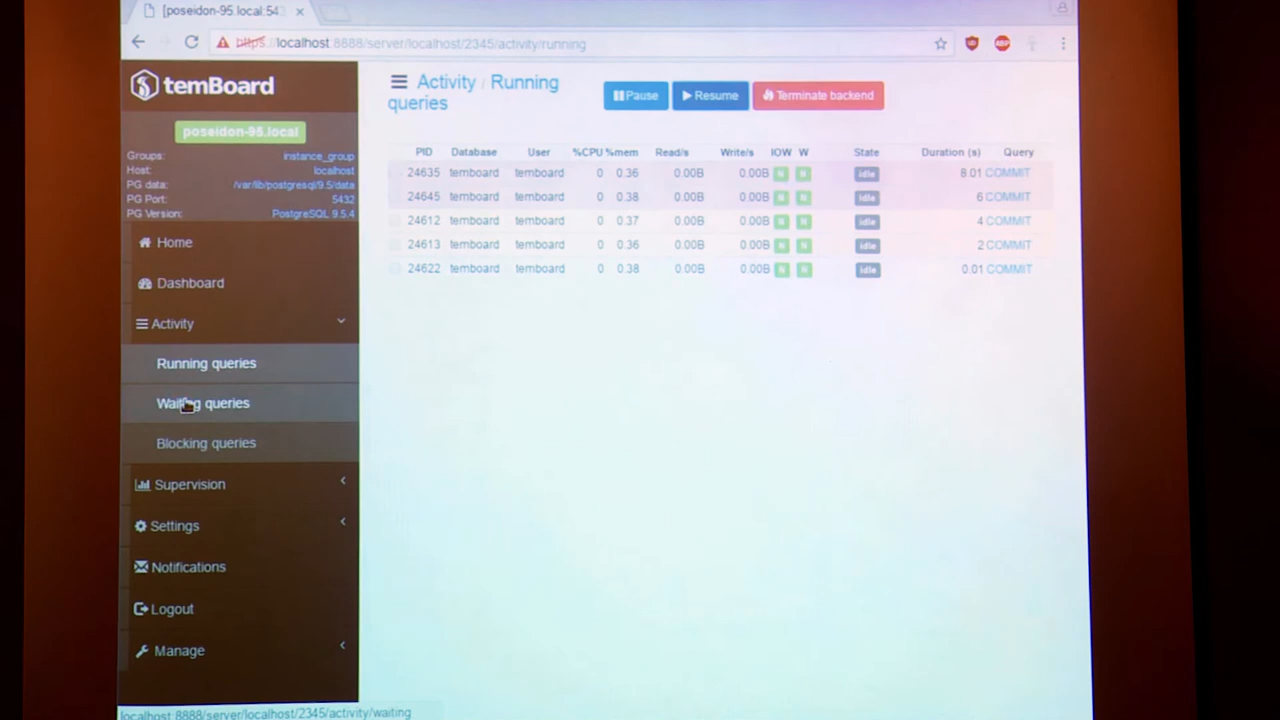 [poseidon-95.local:543
https://localhost:8888/server/localhost/2345/activity/running
temBoard
poseidon-95.local
Groups: instance_group
Host: localhost
PG data: /var/lib/postgresql/9.5/data
PG Port: 5432
PG Version: PostgreSQL 9.5.4
Home
Dashboard
Activity
Running queries
Waiting queries
Blocking queries
Supervision
Settings
Notifications
Logout
Manage
Activity / Running queries
Pause Resume Terminate backend
PID Database User %CPU %mem Read/s Write/s IOW W State Duration (s) Query
24635 temboard temboard 0 0.36 0.00B 0.00B N N idle 8.01 COMMIT
24645 temboard temboard 0 0.38 0.00B 0.00B N N idle 6 COMMIT
24612 temboard temboard 0 0.37 0.00B 0.00B N N idle 4 COMMIT
24613 temboard temboard 0 0.36 0.00B 0.00B N N idle 2 COMMIT
24622 temboard temboard 0 0.38 0.00B 0.00B N N idle 0.01 COMMIT
localhost:8888/server/localhost/2345/activity/waiting